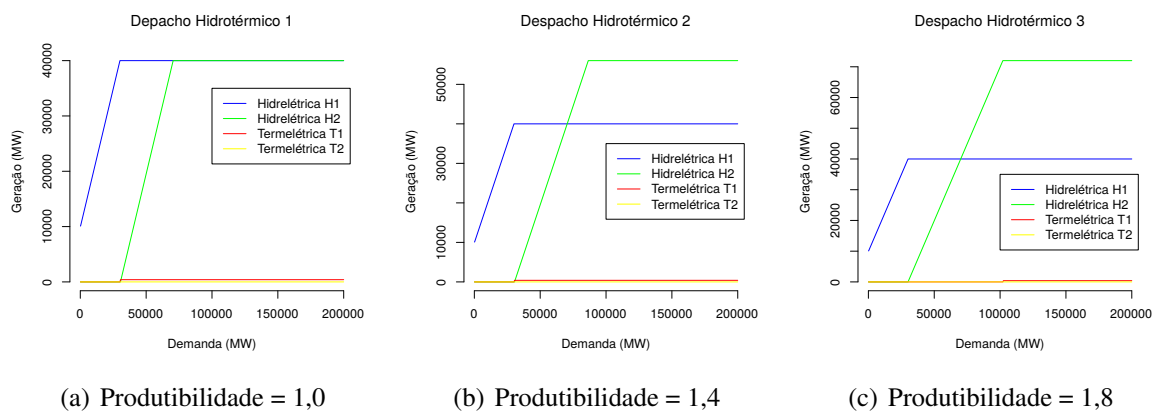 Depacho Hidrotérmico 1
Geração (MW)
0
10000
20000
30000
40000
Hidrelétrica H1
Hidrelétrica H2
Termelétrica T1
Termelétrica T2
0 50000 100000 150000 200000
Demanda (MW)
(a) Produtibilidade = 1,0
Despacho Hidrotérmico 2
Geração (MW)
0
10000
30000
50000
Hidrelétrica H1
Hidrelétrica H2
Termelétrica T1
Termelétrica T2
0 50000 100000 150000 200000
Demanda (MW)
(b) Produtibilidade = 1,4
Despacho Hidrotérmico 3
Geração (MW)
0
20000
40000
60000
Hidrelétrica H1
Hidrelétrica H2
Termelétrica T1
Termelétrica T2
0 50000 100000 150000 200000
Demanda (MW)
(c) Produtibilidade = 1,8